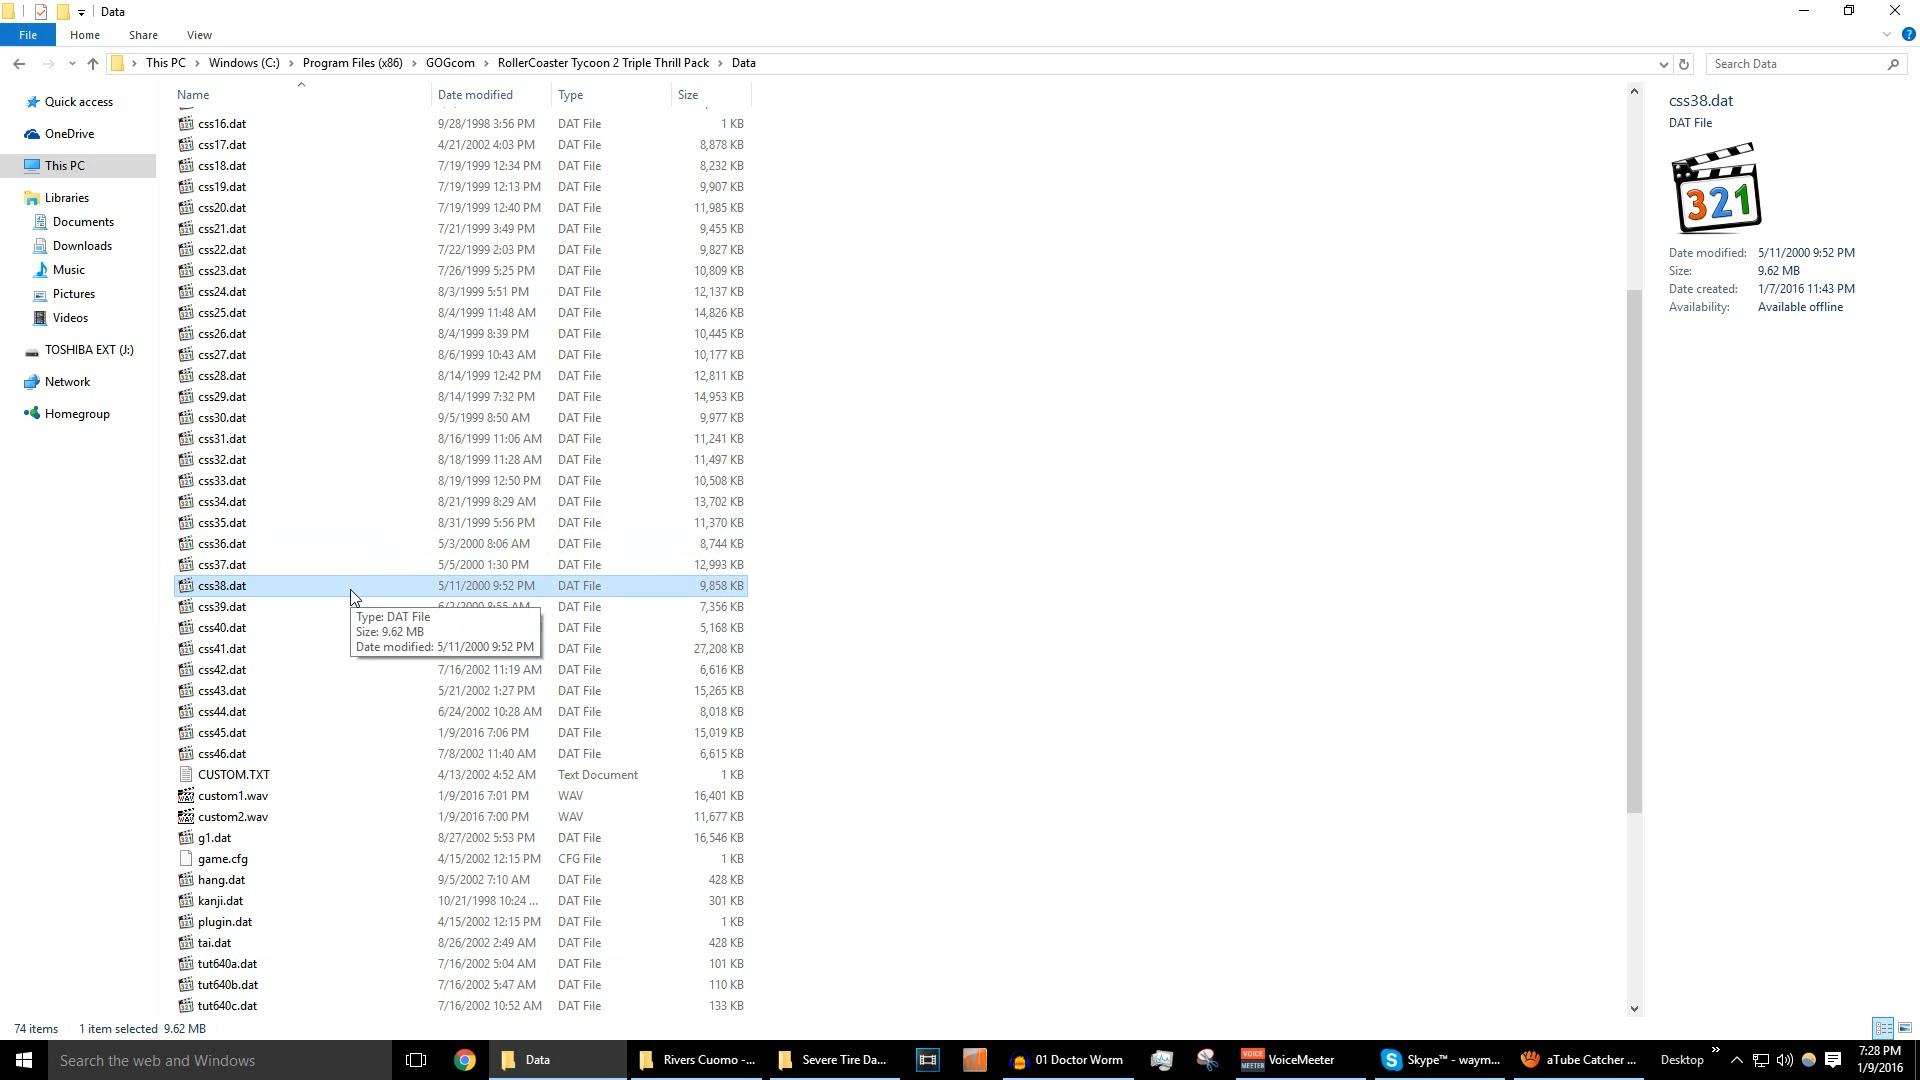 Data
File Home Share View
This PC Windows (C:) Program Files (x86) GOGcom RollerCoaster Tycoon 2 Triple Thrill Pack Data
Search Data
Quick access
OneDrive
This PC
Libraries
Documents
Downloads
Music
Pictures
Videos
TOSHIBA EXT (J:)
Network
Homegroup
Name Date modified Type Size
css16.dat 9/28/1998 3:56 PM DAT File 1 KB
css17.dat 4/21/2002 4:03 PM DAT File 8,878 KB
css18.dat 7/19/1999 12:34 PM DAT File 8,232 KB
css19.dat 7/19/1999 12:13 PM DAT File 9,907 KB
css20.dat 7/19/1999 12:40 PM DAT File 11,985 KB
css21.dat 7/21/1999 3:49 PM DAT File 9,455 KB
css22.dat 7/22/1999 2:03 PM DAT File 9,827 KB
css23.dat 7/26/1999 5:25 PM DAT File 10,809 KB
css24.dat 8/3/1999 5:51 PM DAT File 12,137 KB
css25.dat 8/4/1999 11:48 AM DAT File 14,826 KB
css26.dat 8/4/1999 8:39 PM DAT File 10,445 KB
css27.dat 8/6/1999 10:43 AM DAT File 10,177 KB
css28.dat 8/14/1999 12:42 PM DAT File 12,811 KB
css29.dat 8/14/1999 7:32 PM DAT File 14,953 KB
css30.dat 9/5/1999 8:50 AM DAT File 9,977 KB
css31.dat 8/16/1999 11:06 AM DAT File 11,241 KB
css32.dat 8/18/1999 11:28 AM DAT File 11,497 KB
css33.dat 8/19/1999 12:50 PM DAT File 10,508 KB
css34.dat 8/21/1999 8:29 AM DAT File 13,702 KB
css35.dat 8/31/1999 5:56 PM DAT File 11,370 KB
css36.dat 5/3/2000 8:06 AM DAT File 8,744 KB
css37.dat 5/5/2000 1:30 PM DAT File 12,993 KB
css38.dat 5/11/2000 9:52 PM DAT File 9,858 KB
css39.dat 6/2/2000 8:55 AM DAT File 7,356 KB
css40.dat DAT File 5,168 KB
css41.dat DAT File 27,208 KB
Type: DAT File
Size: 9.62 MB
Date modified: 5/11/2000 9:52 PM
css42.dat 7/16/2002 11:19 AM DAT File 6,616 KB
css43.dat 5/21/2002 1:27 PM DAT File 15,265 KB
css44.dat 6/24/2002 10:28 AM DAT File 8,018 KB
css45.dat 1/9/2016 7:06 PM DAT File 15,019 KB
css46.dat 7/8/2002 11:40 AM DAT File 6,615 KB
CUSTOM.TXT 4/13/2002 4:52 AM Text Document 1 KB
custom1.wav 1/9/2016 7:01 PM WAV 16,401 KB
custom2.wav 1/9/2016 7:00 PM WAV 11,677 KB
g1.dat 8/27/2002 5:53 PM DAT File 16,546 KB
game.cfg 4/15/2002 12:15 PM CFG File 1 KB
hang.dat 9/5/2002 7:10 AM DAT File 428 KB
kanji.dat 10/21/1998 10:24 ... DAT File 301 KB
plugin.dat 4/15/2002 12:15 PM DAT File 1 KB
tai.dat 8/26/2002 2:49 AM DAT File 428 KB
tut640a.dat 7/16/2002 5:04 AM DAT File 101 KB
tut640b.dat 7/16/2002 5:47 AM DAT File 110 KB
tut640c.dat 7/16/2002 10:52 AM DAT File 133 KB
css38.dat
DAT File
321
Date modified: 5/11/2000 9:52 PM
Size: 9.62 MB
Date created: 1/7/2016 11:43 PM
Availability: Available offline
74 items 1 item selected 9.62 MB
Search the web and Windows
Data
Rivers Cuomo -...
Severe Tire Da...
01 Doctor Worm
VOICE MEETER
VoiceMeeter
Skype™ - waym...
aTube Catcher ...
Desktop
7:28 PM
1/9/2016